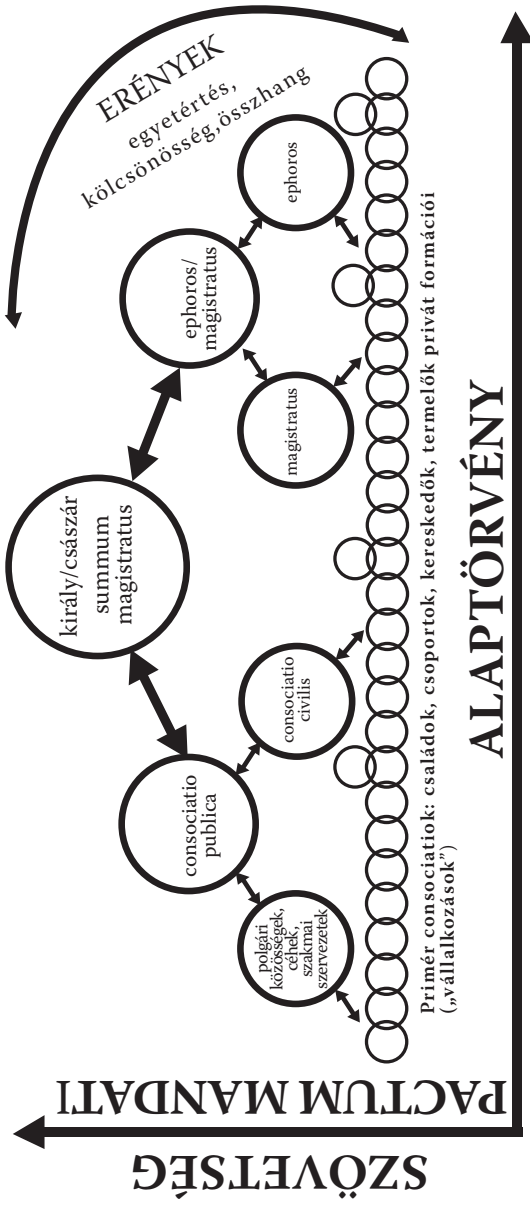 ERÉNYEK
egyetértés,
kölcsönösség,összhang
király/császár
summum
magistratus
consociatio
publica
ephoros/
magistratus
polgári
közösségek,
céhek,
szakmai
szervezetek
consociatio
civilis
magistratus
ephoros
Primér consociatiok: családok, csoportok, kereskedők, termelők privát formációi
(„vállalkozások”)
SZÖVETSÉG
PACTUM MANDATI
ALAPTÖRVÉNY